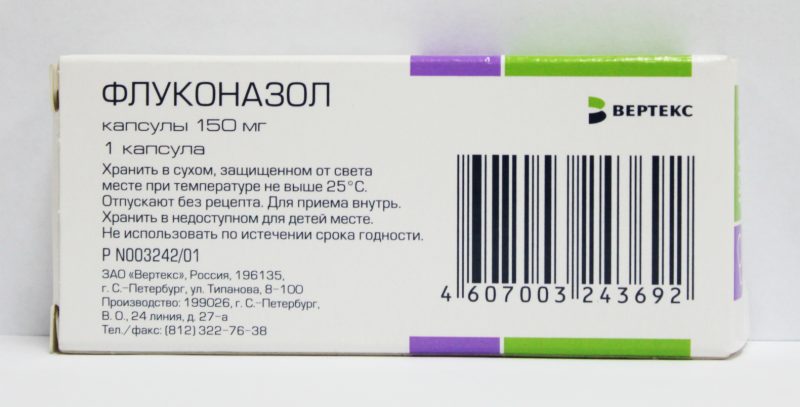 ФЛУКОНАЗОЛ
капсулы 150 мг
1 капсула
Хранить в сухом, защищенном от света
месте при температуре не выше 25°С.
Отпускают без рецепта. Для приема внутрь.
Хранить в недоступном для детей месте.
Не использовать по истечении срока годности.
Р N003242/01
ЗАО «Вертекс», Россия, 196135,
г. С.-Петербург, ул. Типанова, 8-100
Производство: 199026, г. С.-Петербург,
В. О., 24 линия, д. 27-а
Тел./факс: (812) 322-76-38
ВЕРТЕКС
4 607003 243692